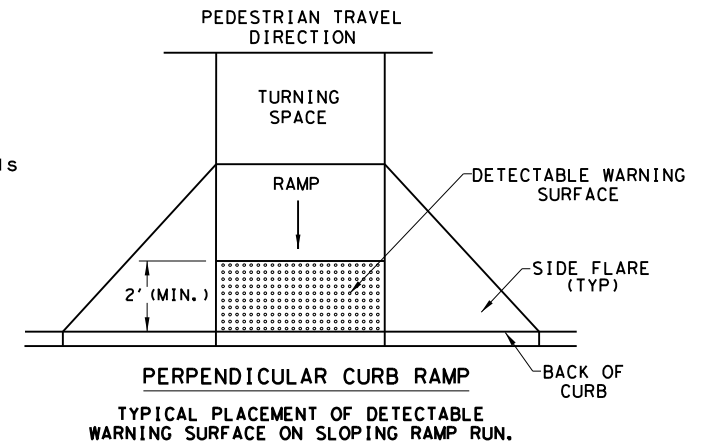 PEDESTRIAN TRAVEL
DIRECTION
TURNING
SPACE
ls
RAMP
DETECTABLE WARNING
SURFACE
SIDE FLARE
(TYP)
2' (MIN.)
BACK OF
CURB
PERPENDICULAR CURB RAMP
TYPICAL PLACEMENT OF DETECTABLE
WARNING SURFACE ON SLOPING RAMP RUN.